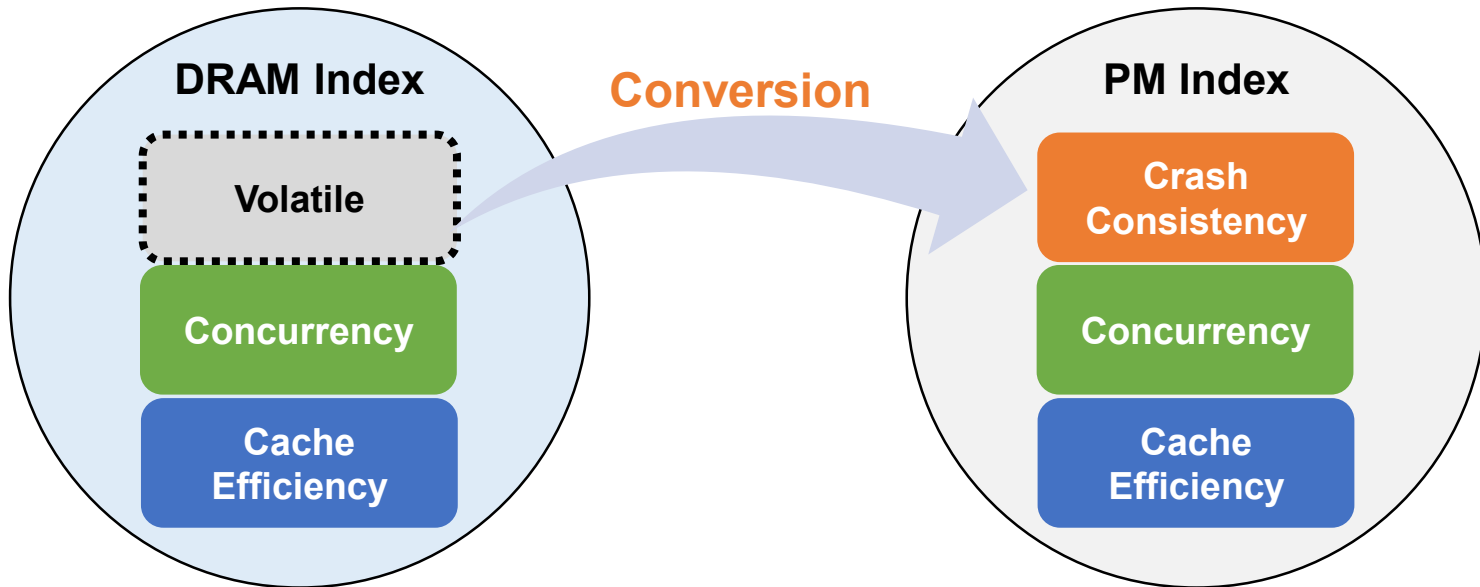 DRAM Index
Volatile
Concurrency
Cache
Efficiency
Conversion
PM Index
Crash
Consistency
Concurrency
Cache
Efficiency